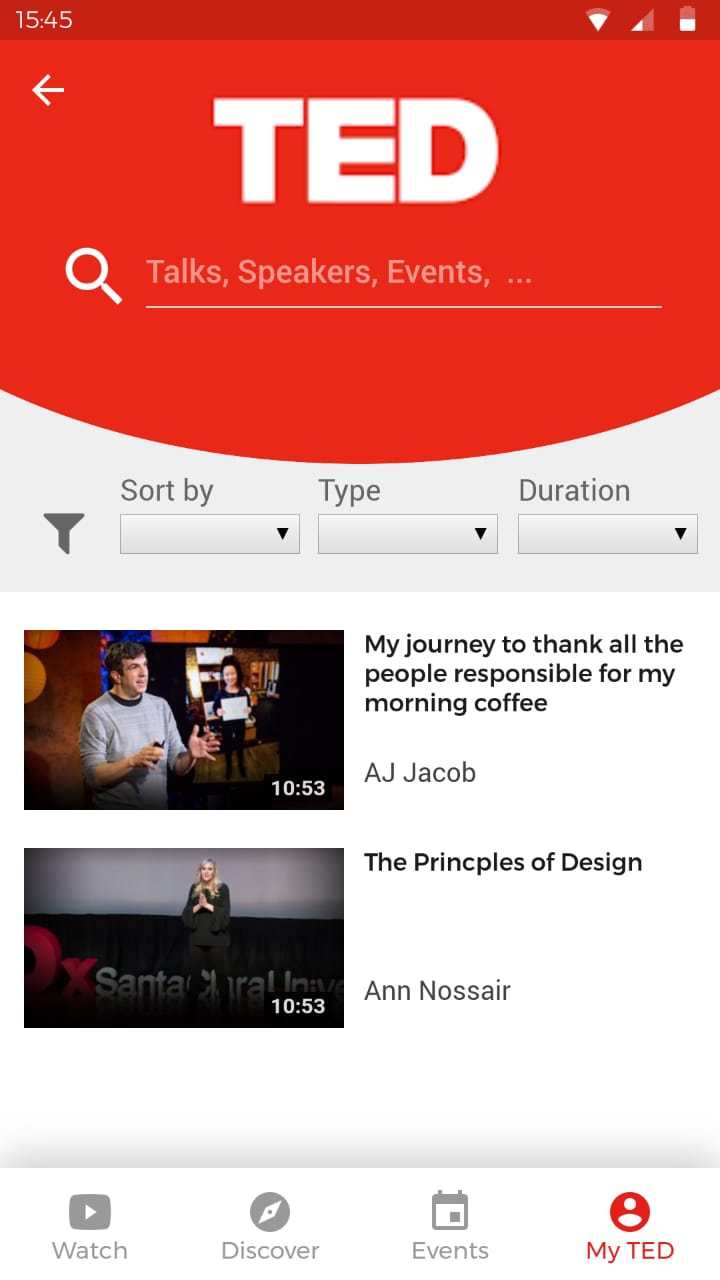 15:45
TED
Talks, Speakers, Events,  ...
Sort by
Type
Duration
10:53
My journey to thank all the
people responsible for my
morning coffee
AJ Jacob
xSanta Clara Unive
10:53
The Princples of Design
Ann Nossair
Watch
Discover
Events
My TED